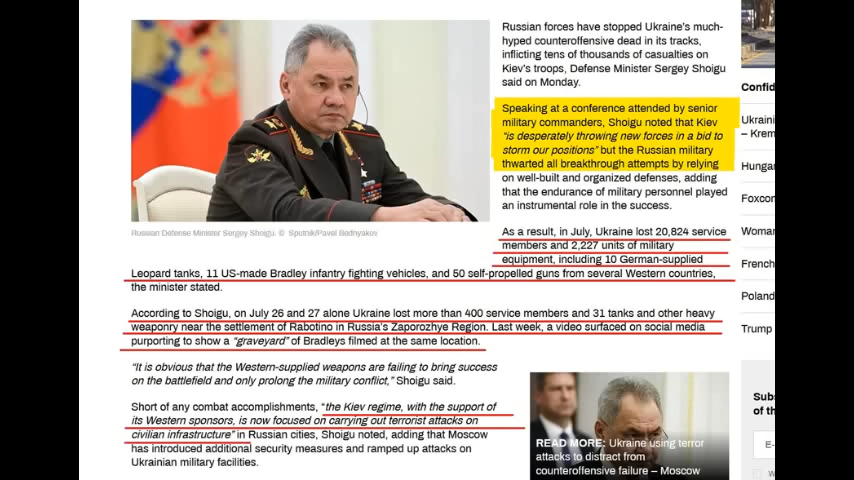 Russian forces have stopped Ukraine's much-
hyped counteroffensive dead in its tracks,
inflicting tens of thousands of casualties on
Kiev's troops, Defense Minister Sergey Shoigu
said on Monday.
Speaking at a conference attended by senior
military commanders, Shoigu noted that Kiev
"is desperately throwing new forces in a bid to
storm our positions" but the Russian military
thwarted all breakthrough attempts by relying
on well-built and organized defenses, adding
that the endurance of military personnel played
an instrumental role in the success.
Russian Defense Minister Sergey Shoigu. © Sputnik/Pavel Bednyakov
As a result, in July, Ukraine lost 20,824 service
members and 2,227 units of military
equipment, including 10 German-supplied
Leopard tanks, 11 US-made Bradley infantry fighting vehicles, and 50 self-propelled guns from several Western countries,
the minister stated.
According to Shoigu, on July 26 and 27 alone Ukraine lost more than 400 service members and 31 tanks and other heavy
weaponry near the settlement of Rabotino in Russia's Zaporozhye Region. Last week, a video surfaced on social media
purporting to show a "graveyard" of Bradleys filmed at the same location.
"It is obvious that the Western-supplied weapons are failing to bring success
on the battlefield and only prolong the military conflict," Shoigu said.
Short of any combat accomplishments, "the Kiev regime, with the support of
its Western sponsors, is now focused on carrying out terrorist attacks on
civilian infrastructure" in Russian cities, Shoigu noted, adding that Moscow
has introduced additional security measures and ramped up attacks on
Ukrainian military facilities.
READ MORE: Ukraine using terror
attacks to distract from
counteroffensive failure – Moscow
Confid
Ukraini
– Krem
Hungar
Foxcon
Woman
French
Poland
Trump
Subs
of th
E-